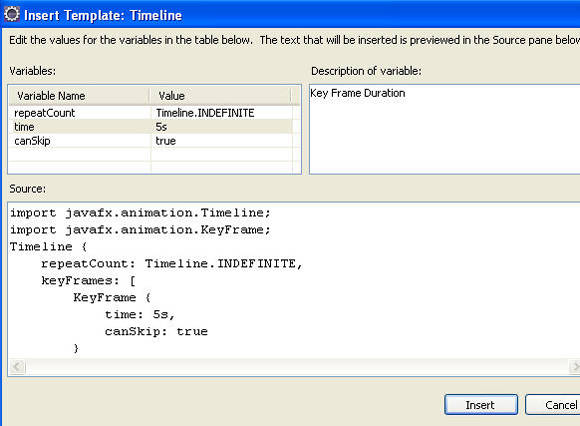 Insert Template: Timeline
Edit the values for the variables in the table below. The text that will be inserted is previewed in the Source pane below
Variables:
Description of variable:
Variable Name Value
repeatCount Timeline.INDEFINITE
time 5s
canSkip true
Key Frame Duration
Source:
import javafx.animation.Timeline;
import javafx.animation.KeyFrame;
Timeline {
repeatCount: Timeline.INDEFINITE,
keyFrames: [
KeyFrame {
time: 5s,
canSkip: true
}
Insert
Cancel